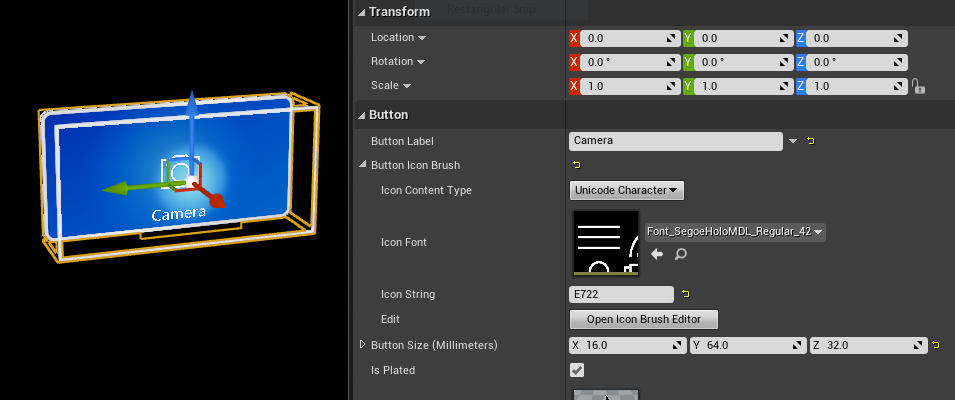 Rectangular Snip
Transform
Location X 0.0 Y 0.0 Z 0.0
Rotation X 0.0 ° Y 0.0 ° Z 0.0 °
Scale X 1.0 Y 1.0 Z 1.0
Button
Button Label Camera
Button Icon Brush
Icon Content Type Unicode Character
Icon Font Font_SegoeHoloMDL_Regular_42
Icon String E722
Edit Open Icon Brush Editor
Button Size (Millimeters) X 16.0 Y 64.0 Z 32.0
Is Plated
Camera